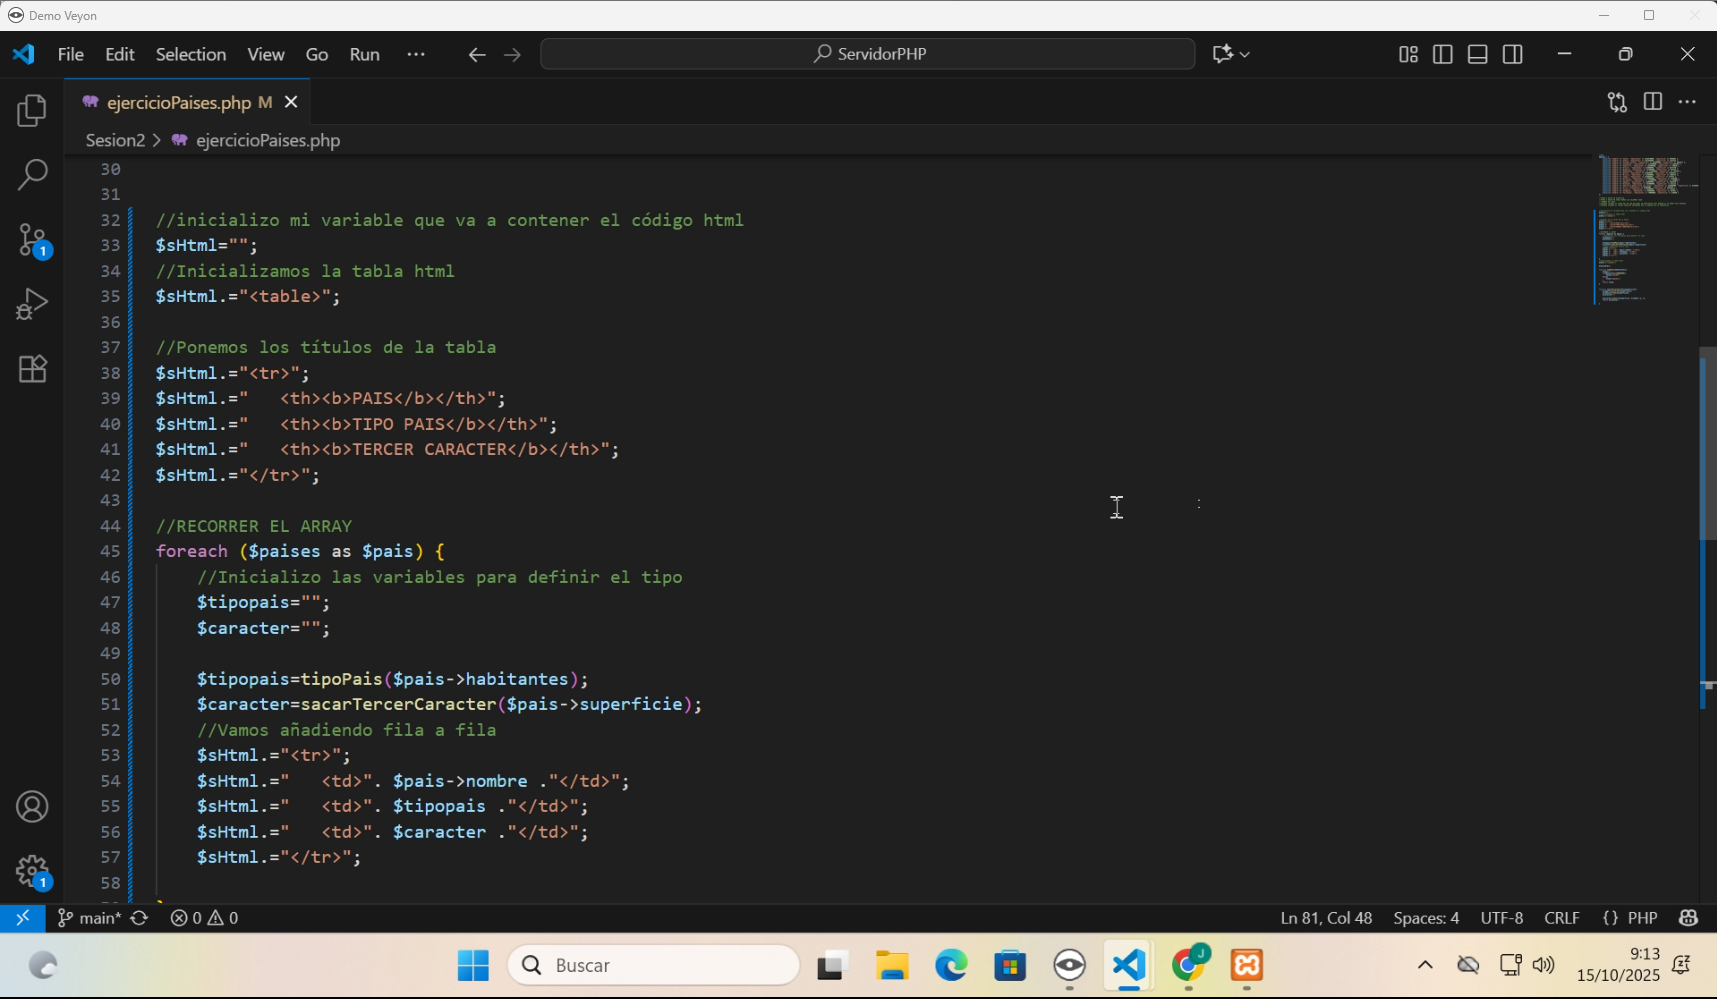 Demo Veyon
File Edit Selection View Go Run ··· ServidorPHP
ejercicioPaises.php M
Sesion2 > ejercicioPaises.php
30
31
32 //inicializo mi variable que va a contener el código html
33 $sHtml="";
34 //Inicializamos la tabla html
35 $sHtml.="<table>";
36
37 //Ponemos los títulos de la tabla
38 $sHtml.="<tr>";
39 $sHtml.="   <th><b>PAIS</b></th>";
40 $sHtml.="   <th><b>TIPO PAIS</b></th>";
41 $sHtml.="   <th><b>TERCER CARACTER</b></th>";
42 $sHtml.="</tr>";
43
44 //RECORRER EL ARRAY
45 foreach ($paises as $pais) {
46     //Inicializo las variables para definir el tipo
47     $tipopais="";
48     $caracter="";
49
50     $tipopais=tipoPais($pais->habitantes);
51     $caracter=sacarTercerCaracter($pais->superficie);
52     //Vamos añadiendo fila a fila
53     $sHtml.="<tr>";
54     $sHtml.="   <td>". $pais->nombre ."</td>";
55     $sHtml.="   <td>". $tipopais ."</td>";
56     $sHtml.="   <td>". $caracter ."</td>";
57     $sHtml.="</tr>";
58
main* 0 0 Ln 81, Col 48 Spaces: 4 UTF-8 CRLF {} PHP
Buscar
9:13
15/10/2025